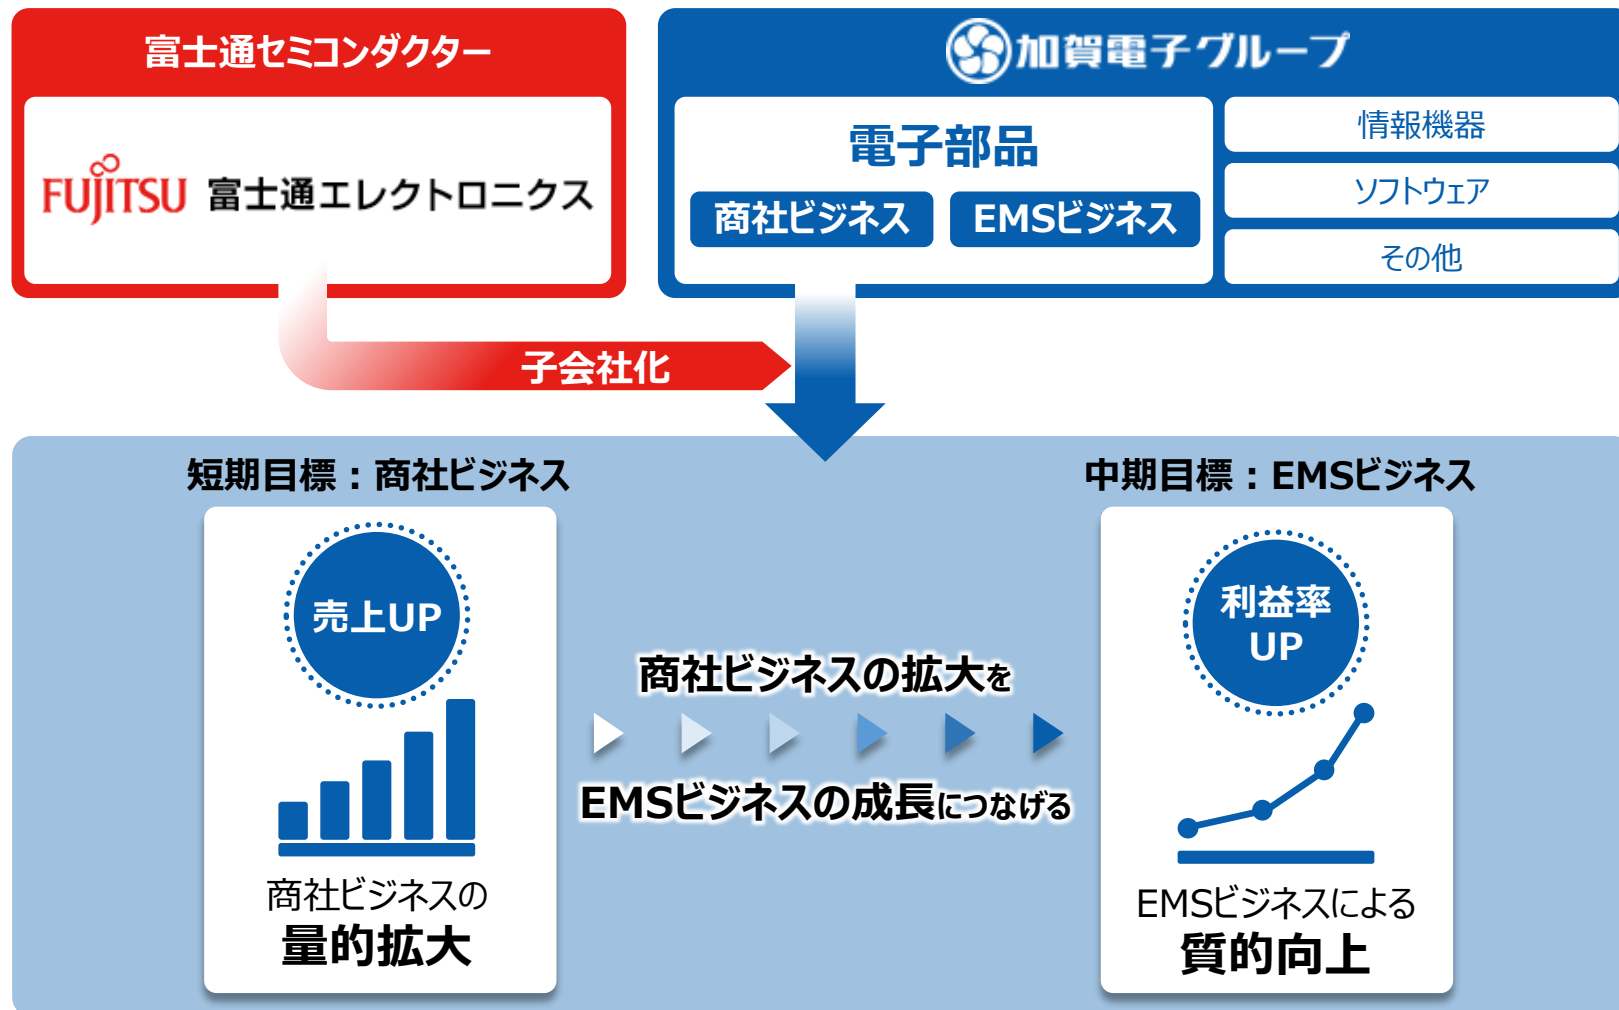 富士通セミコンダクター
FUJITSU 富士通エレクトロニクス
加賀電子グループ
電子部品
商社ビジネス
EMSビジネス
情報機器
ソフトウェア
その他
子会社化
短期目標：商社ビジネス
売上UP
商社ビジネスの
量的拡大
商社ビジネスの拡大を
EMSビジネスの成長につなげる
中期目標：EMSビジネス
利益率
UP
EMSビジネスによる
質的向上